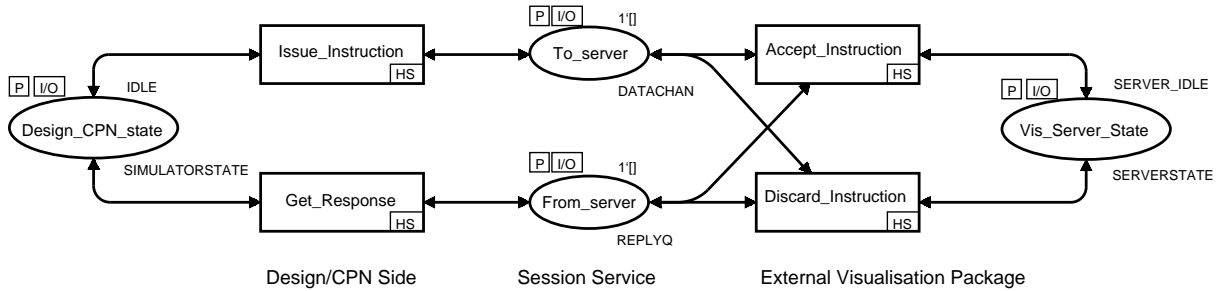 P I/O
1‘[]
Issue_Instruction
HS
To_server
Accept_Instruction
HS
P I/O
IDLE
DATACHAN
P I/O
SERVER_IDLE
Design_CPN_state
Vis_Server_State
SIMULATORSTATE
P I/O
1‘[]
SERVERSTATE
Get_Response
HS
From_server
Discard_Instruction
HS
REPLYQ
Design/CPN Side
Session Service
External Visualisation Package